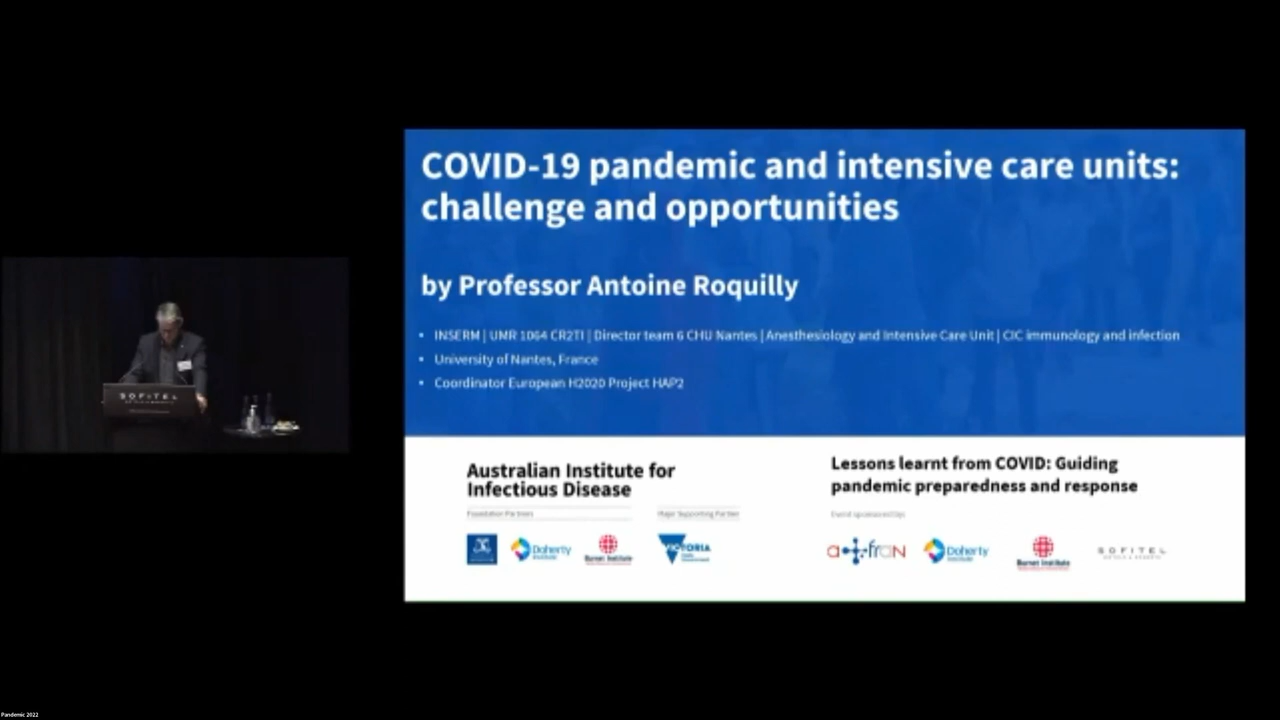 COVID-19 pandemic and intensive care units:
challenge and opportunities
by Professor Antoine Roquilly
• INSERM | UMR 1064 CR2TI | Director team 6 CHU Nantes | Anesthesiology and Intensive Care Unit | CIC immunology and infection
• University of Nantes, France
• Coordinator European H2020 Project HAP2
SOFITEL
Australian Institute for
Infectious Disease
Foundation Partners
Major Supporting Partner
Doherty
Institute
Burnet Institute
VICTORIA
Lessons learnt from COVID: Guiding
pandemic preparedness and response
Event sponsored by:
a fran
Doherty
Institute
Burnet Institute
SOFITEL
Pandemic 2022